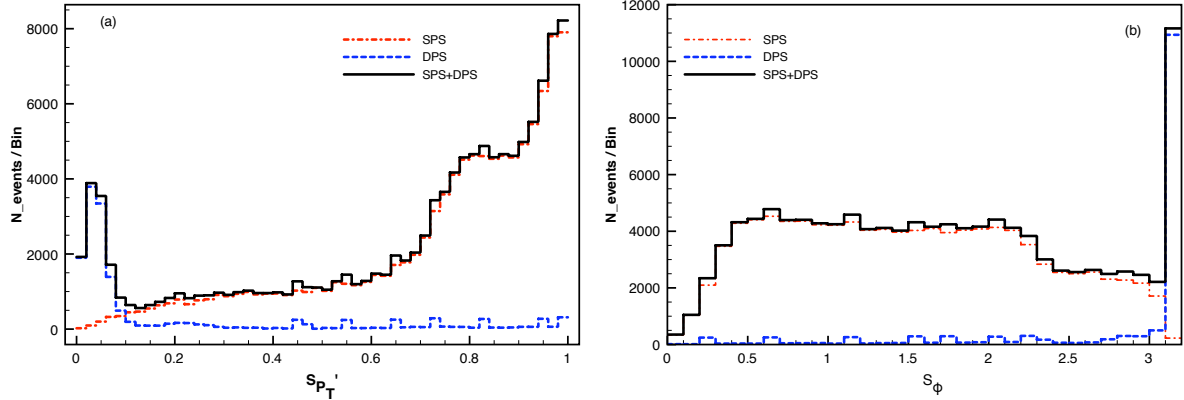 (a)
SPS
DPS
SPS+DPS
N_events / Bin
8000
6000
4000
2000
0
0 0.2 0.4 0.6 0.8 1
S_{P_T}'
(b)
SPS
DPS
SPS+DPS
N_events / Bin
12000
10000
8000
6000
4000
2000
0
0 0.5 1 1.5 2 2.5 3
S_ϕ